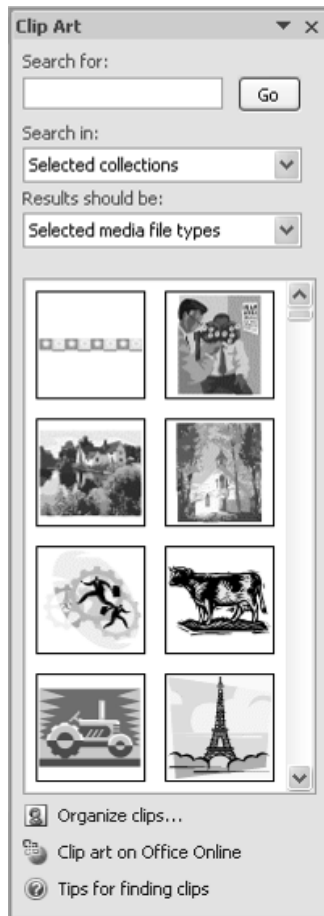 Clip Art
Search for:
Go
Search in:
Selected collections
Results should be:
Selected media file types
Organize clips...
Clip art on Office Online
Tips for finding clips